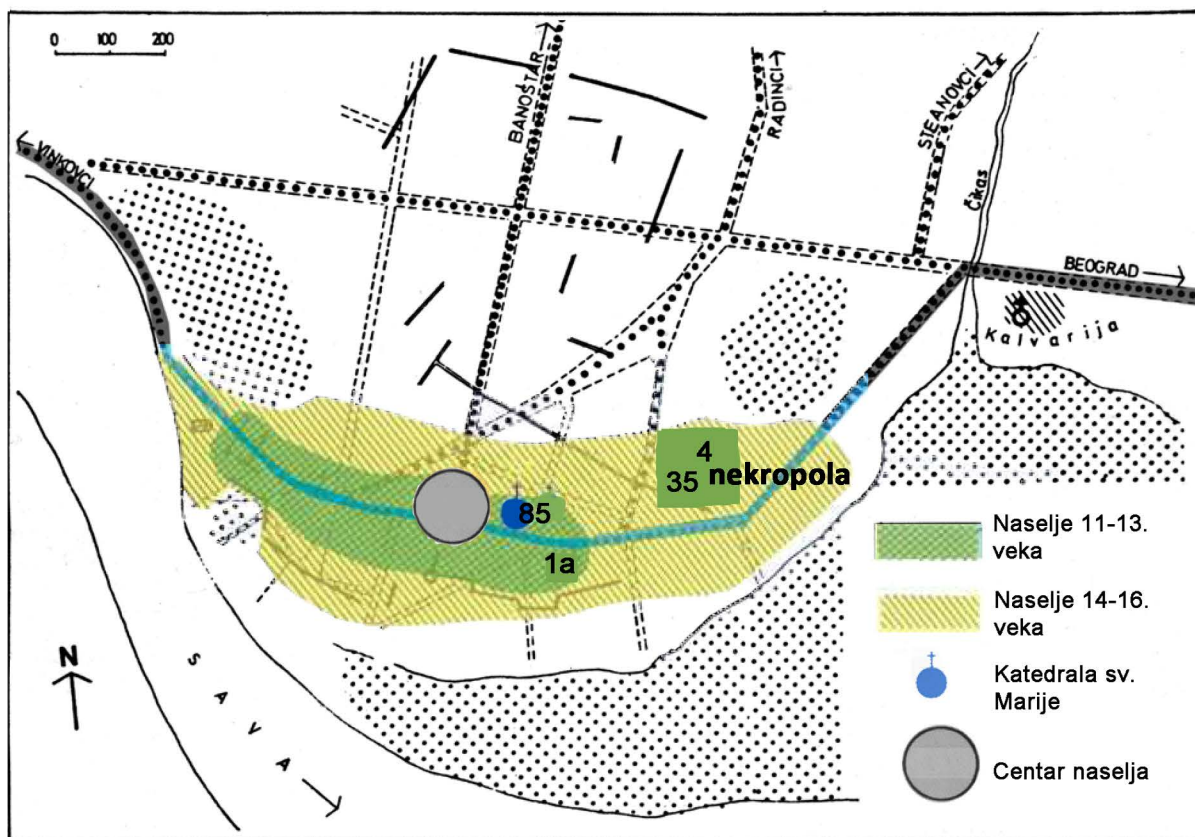 0 100 200
BANOŠTAR
RADINCI
STEANOVCI
VINKOVCI
Čikas
BEOGRAD
Kalvarija
4
35 nekropola
85
1a
Naselje 11-13.
veka
Naselje 14-16.
veka
Katedrala sv.
Marije
Centar naselja
N
SAVA